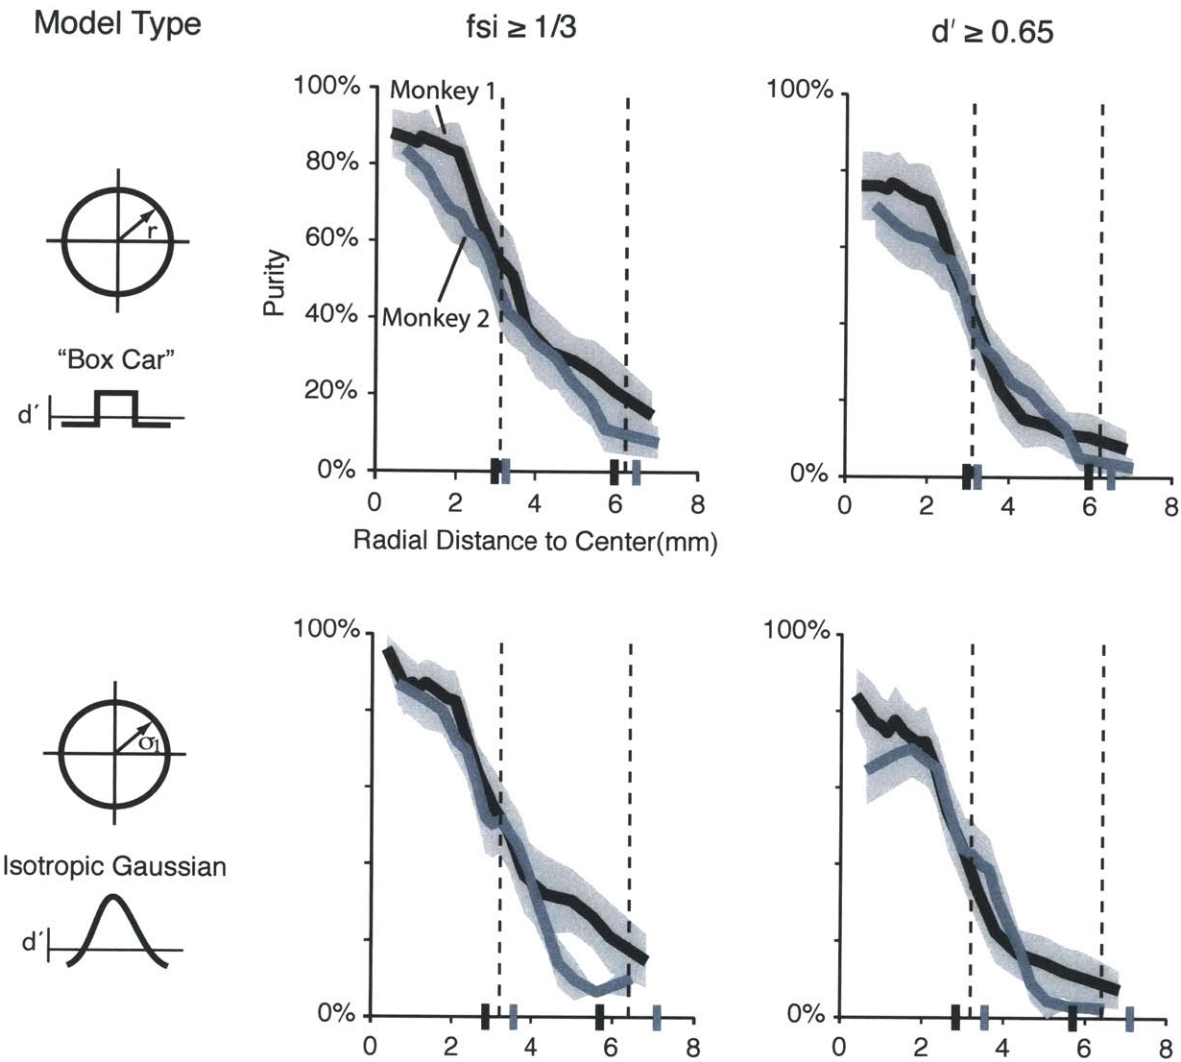 Model Type
fsi ≥ 1/3
d′ ≥ 0.65
100%
80%
60%
40%
20%
0%
Purity
Monkey 1
Monkey 2
0 2 4 6 8
Radial Distance to Center(mm)
100%
0%
0 2 4 6 8
r
“Box Car”
d′
100%
0%
0 2 4 6 8
100%
0%
0 2 4 6 8
σ
Isotropic Gaussian
d′